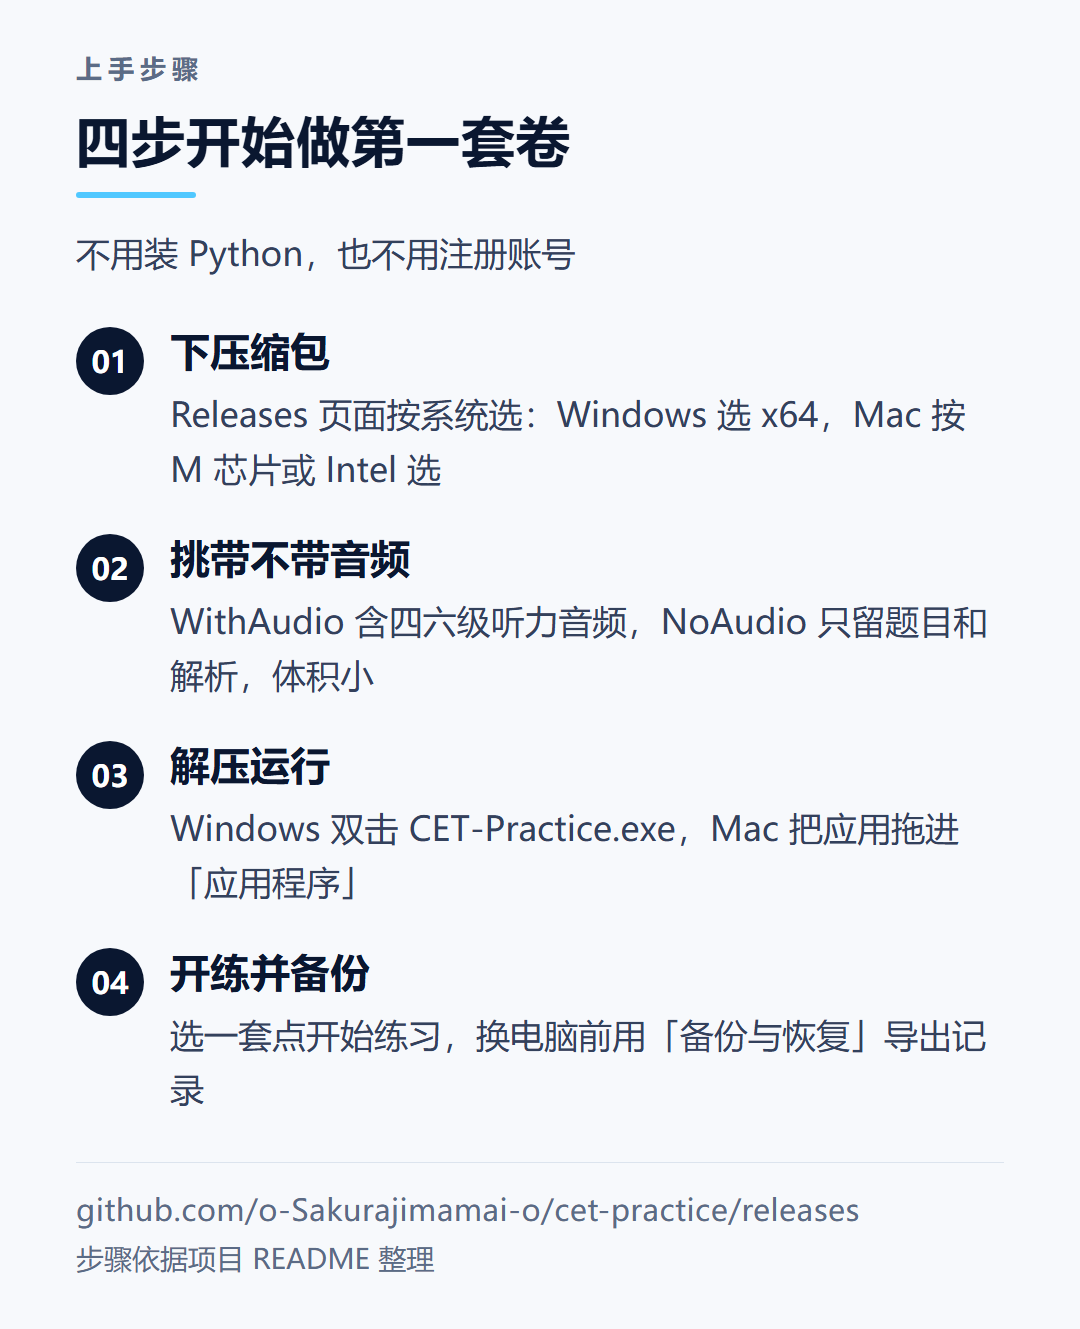 上手步骤
四步开始做第一套卷
不用装 Python，也不用注册账号
01
下压缩包
Releases 页面按系统选：Windows 选 x64，Mac 按
M 芯片或 Intel 选
02
挑带不带音频
WithAudio 含四六级听力音频，NoAudio 只留题目和
解析，体积小
03
解压运行
Windows 双击 CET-Practice.exe，Mac 把应用拖进
「应用程序」
04
开练并备份
选一套点开始练习，换电脑前用「备份与恢复」导出记
录
github.com/o-Sakurajimamai-o/cet-practice/releases
步骤依据项目 README 整理